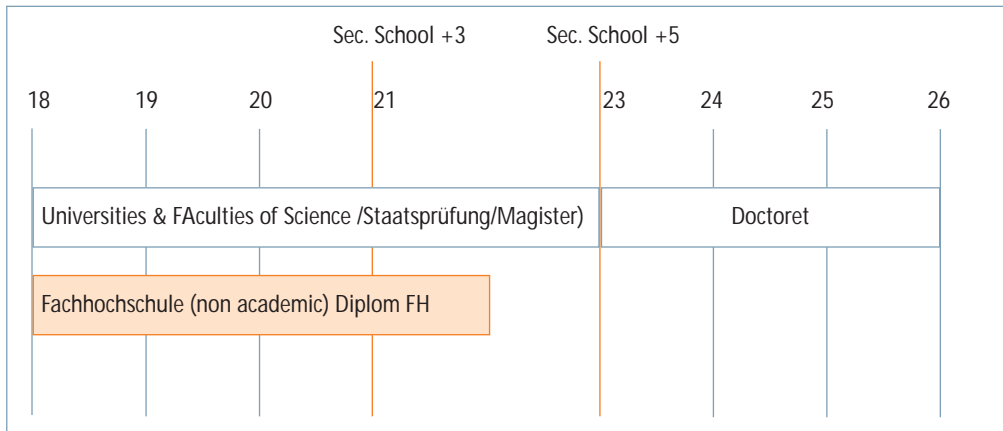 Sec. School +3 Sec. School +5
18 19 20 21 23 24 25 26
Universities & FAculties of Science /Staatsprüfung/Magister) Doctoret
Fachhochschule (non academic) Diplom FH